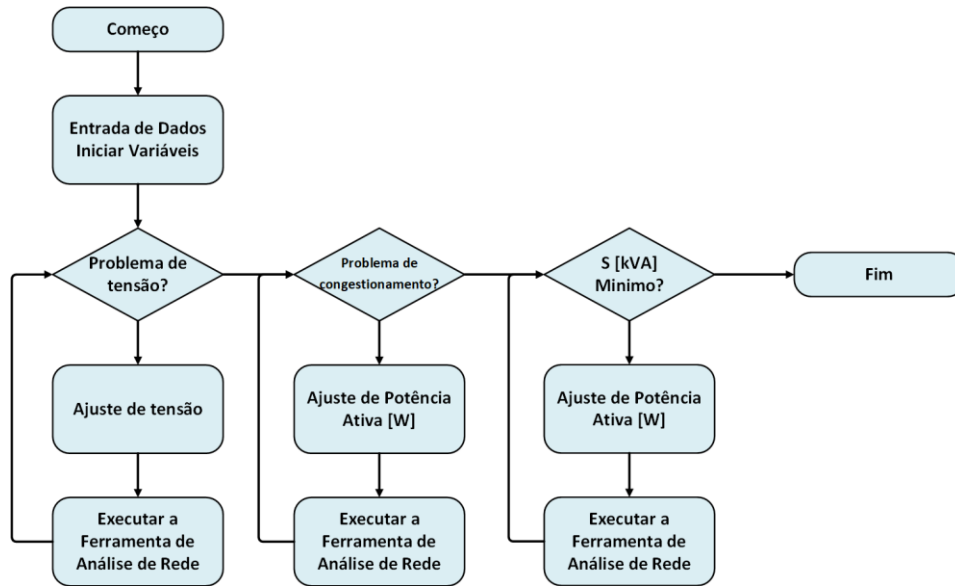 Começo
Entrada de Dados
Iniciar Variáveis
Problema de
tensão?
Problema de
congestionamento?
S [kVA]
Minimo?
Fim
Ajuste de tensão
Ajuste de Potência
Ativa [W]
Ajuste de Potência
Ativa [W]
Executar a
Ferramenta de
Análise de Rede
Executar a
Ferramenta de
Análise de Rede
Executar a
Ferramenta de
Análise de Rede